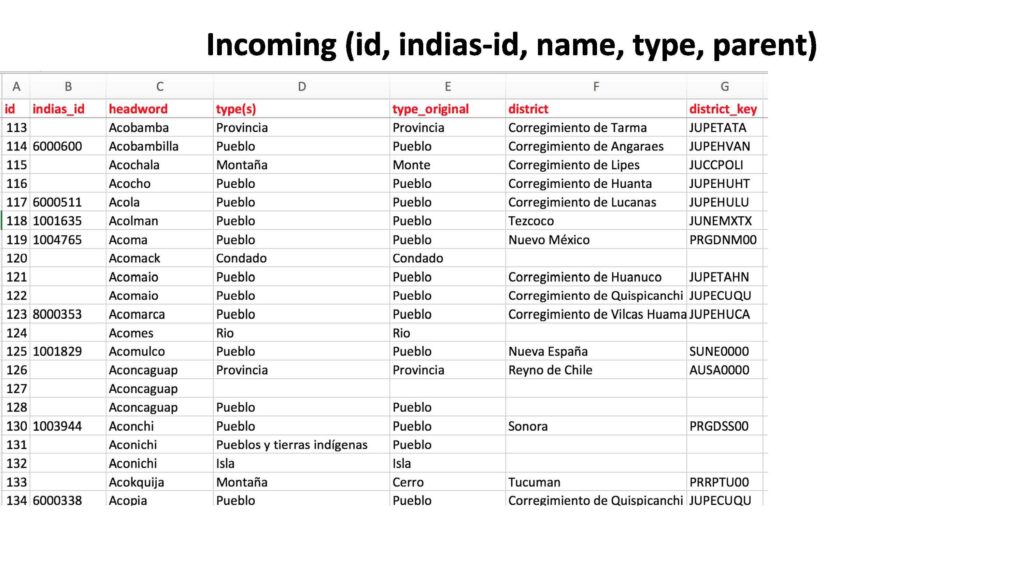 Incoming (id, indias-id, name, type, parent)
A B C D E F G
id indias_id headword type(s) type_original district district_key
113 Acobamba Provincia Provincia Corregimiento de Tarma JUPETATA
114 6000600 Acobambilla Pueblo Pueblo Corregimiento de Angaraes JUPEHVAN
115 Acochala Montaña Monte Corregimiento de Lipes JUCCPOLI
116 Acocho Pueblo Pueblo Corregimiento de Huanta JUPEHUHT
117 6000511 Acola Pueblo Pueblo Corregimiento de Lucanas JUPEHULU
118 1001635 Acolman Pueblo Pueblo Tezcoco JUNEMXTX
119 1004765 Acoma Pueblo Pueblo Nuevo México PRGDNM00
120 Acomack Condado Condado
121 Acomaio Pueblo Pueblo Corregimiento de Huanuco JUPETAHN
122 Acomaio Pueblo Pueblo Corregimiento de Quispicanchi JUPECUQU
123 8000353 Acomarca Pueblo Pueblo Corregimiento de Vilcas Huama JUPEHUCA
124 Acomes Rio Rio
125 1001829 Acomulco Pueblo Pueblo Nueva España SUNE0000
126 Aconcaguap Provincia Provincia Reyno de Chile AUSA0000
127 Aconcaguap
128 Aconcaguap Pueblo Pueblo
130 1003944 Aconchi Pueblo Pueblo Sonora PRGDSS00
131 Aconichi Pueblos y tierras indígenas Pueblo
132 Aconichi Isla Isla
133 Acokquija Montaña Cerro Tucuman PRRPTU00
134 6000338 Acopia Pueblo Pueblo Corregimiento de Quispicanchi JUPECUQU